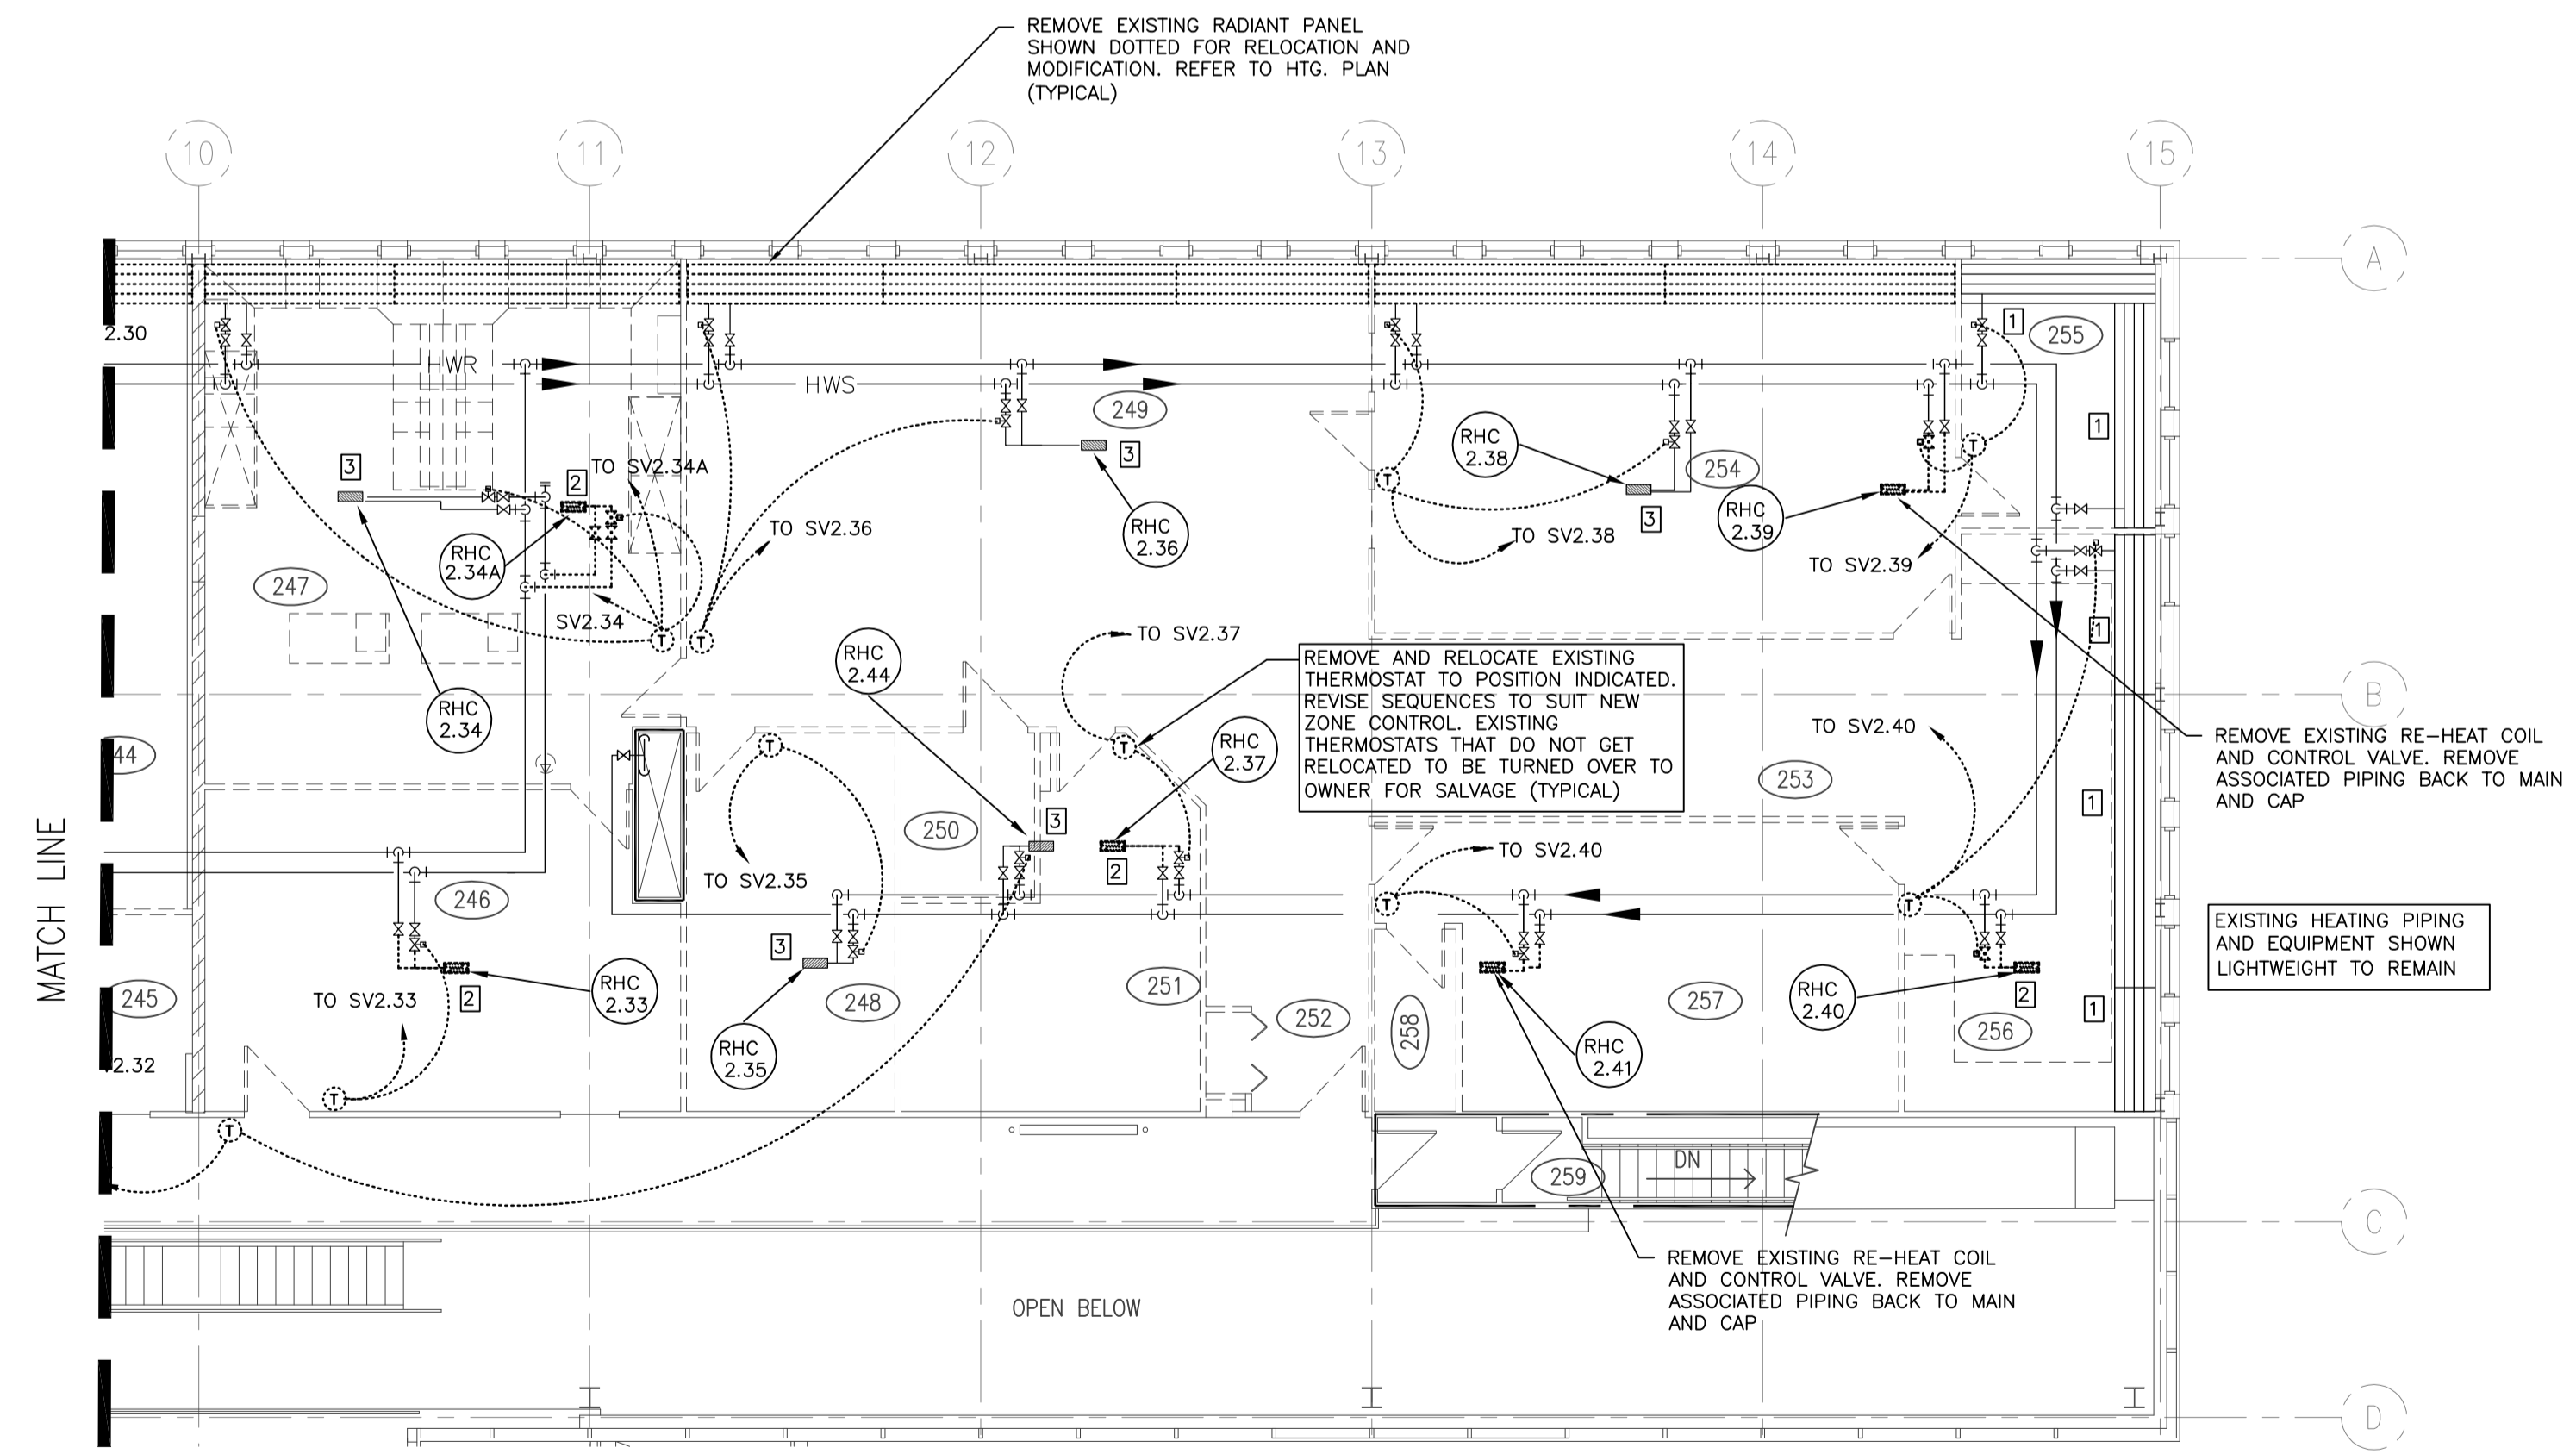 REMOVE EXISTING RADIANT PANEL
SHOWN DOTTED FOR RELOCATION AND
MODIFICATION. REFER TO HTG. PLAN
(TYPICAL)
10
11
12
13
14
15
A
2.30
HWR
HWS
1
255
249
1
3
RHC
2.36
RHC
2.38
254
3
RHC
2.39
3
TO SV2.34A
2
RHC
2.34A
TO SV2.36
TO SV2.38
TO SV2.39
247
SV2.34
T
T
T
T
TO SV2.37
1
RHC
2.44
REMOVE AND RELOCATE EXISTING
THERMOSTAT TO POSITION INDICATED.
REVISE SEQUENCES TO SUIT NEW
ZONE CONTROL. EXISTING
THERMOSTATS THAT DO NOT GET
RELOCATED TO BE TURNED OVER TO
OWNER FOR SALVAGE (TYPICAL)
B
RHC
2.34
RHC
2.37
T
T
TO SV2.40
REMOVE EXISTING RE-HEAT COIL
AND CONTROL VALVE. REMOVE
ASSOCIATED PIPING BACK TO MAIN
AND CAP
44
253
1
250
3
2
TO SV2.40
MATCH LINE
246
TO SV2.35
T
T
EXISTING HEATING PIPING
AND EQUIPMENT SHOWN
LIGHTWEIGHT TO REMAIN
3
245
TO SV2.33
2
RHC
2.33
248
251
252
258
257
RHC
2.40
2
256
1
2.32
RHC
2.35
RHC
2.41
T
T
259
DN
C
REMOVE EXISTING RE-HEAT COIL
AND CONTROL VALVE. REMOVE
ASSOCIATED PIPING BACK TO MAIN
AND CAP
OPEN BELOW
D